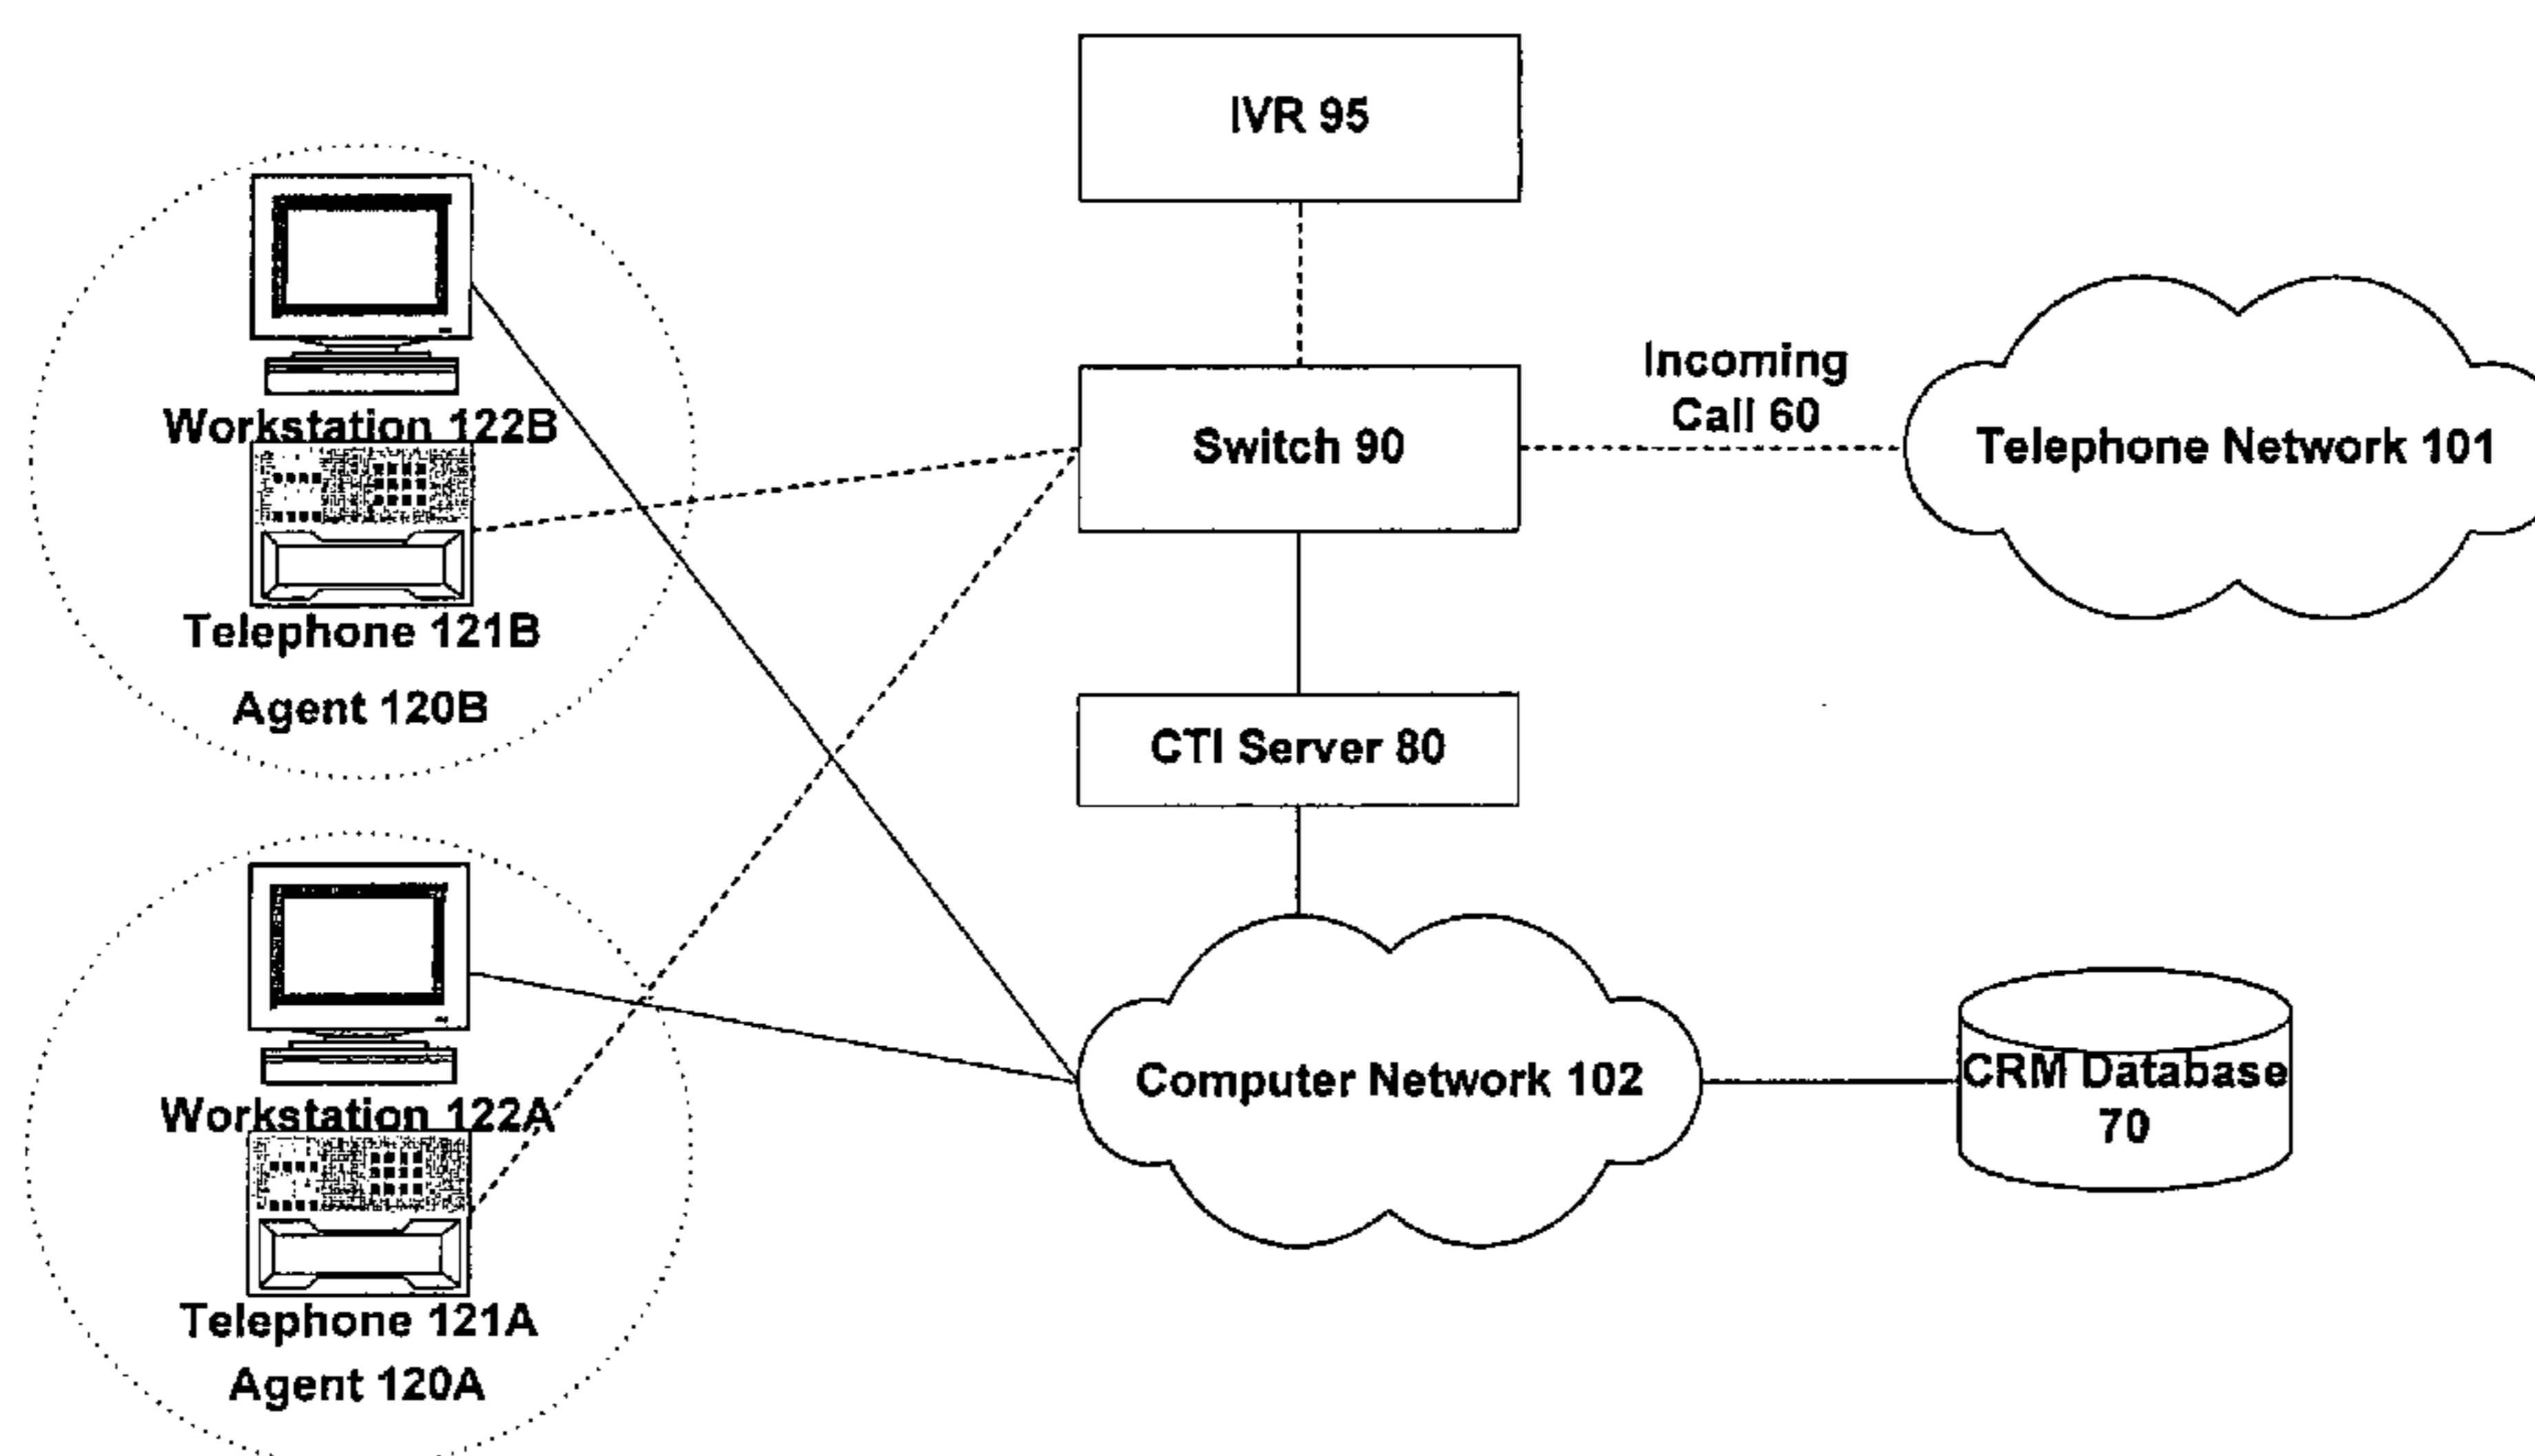 IVR 95
Incoming
Call 60
Switch 90
Telephone Network 101
Workstation 122B
Telephone 121B
Agent 120B
CTI Server 80
Computer Network 102
CRM Database
70
Workstation 122A
Telephone 121A
Agent 120A